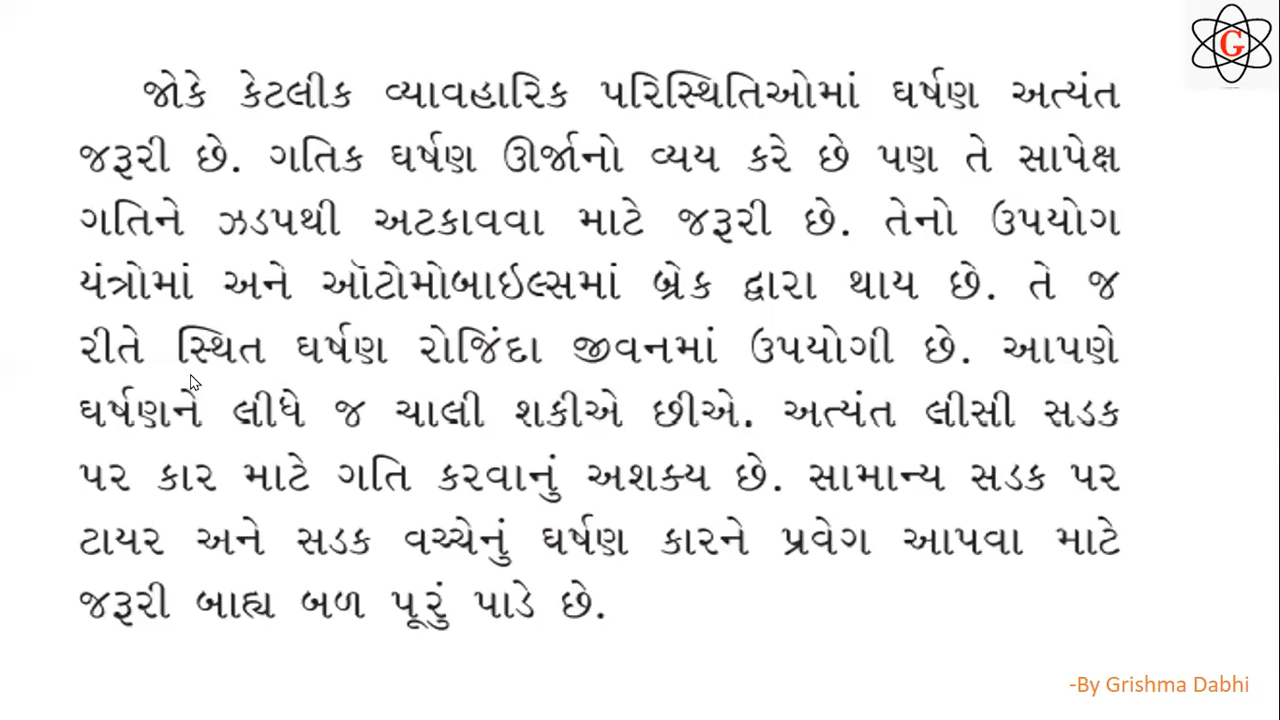 G
જોકે કેટલીક વ્યાવહારિક પરિસ્થિતિઓમાં ઘર્ષણ અત્યંત
જરૂરી છે. ગતિક ઘર્ષણ ઊર્જાનો વ્યય કરે છે પણ તે સાપેક્ષ
ગતિને ઝડપથી અટકાવવા માટે જરૂરી છે. તેનો ઉપયોગ
યંત્રોમાં અને ઑટોમોબાઇલ્સમાં બ્રેક દ્વારા થાય છે. તે જ
રીતે સ્થિત ઘર્ષણ રોજિંદા જીવનમાં ઉપયોગી છે. આપણે
ઘર્ષણને લીધે જ ચાલી શકીએ છીએ. અત્યંત લીસી સડક
પર કાર માટે ગતિ કરવાનું અશક્ય છે. સામાન્ય સડક પર
ટાયર અને સડક વચ્ચેનું ઘર્ષણ કારને પ્રવેગ આપવા માટે
જરૂરી બાહ્ય બળ પૂરું પાડે છે.
-By Grishma Dabhi